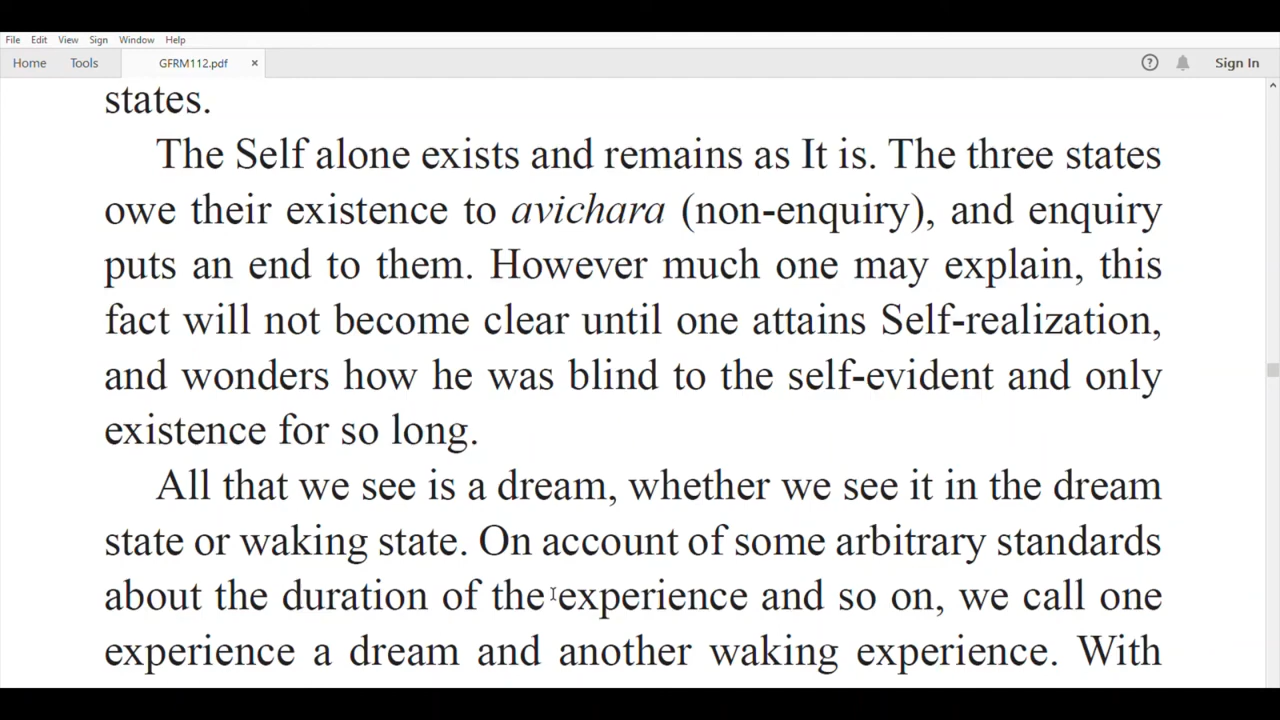 File Edit View Sign Window Help
Home Tools GFRM112.pdf × ? Sign In
states.
The Self alone exists and remains as It is. The three states
owe their existence to avichara (non-enquiry), and enquiry
puts an end to them. However much one may explain, this
fact will not become clear until one attains Self-realization,
and wonders how he was blind to the self-evident and only
existence for so long.
All that we see is a dream, whether we see it in the dream
state or waking state. On account of some arbitrary standards
about the duration of the experience and so on, we call one
experience a dream and another waking experience. With